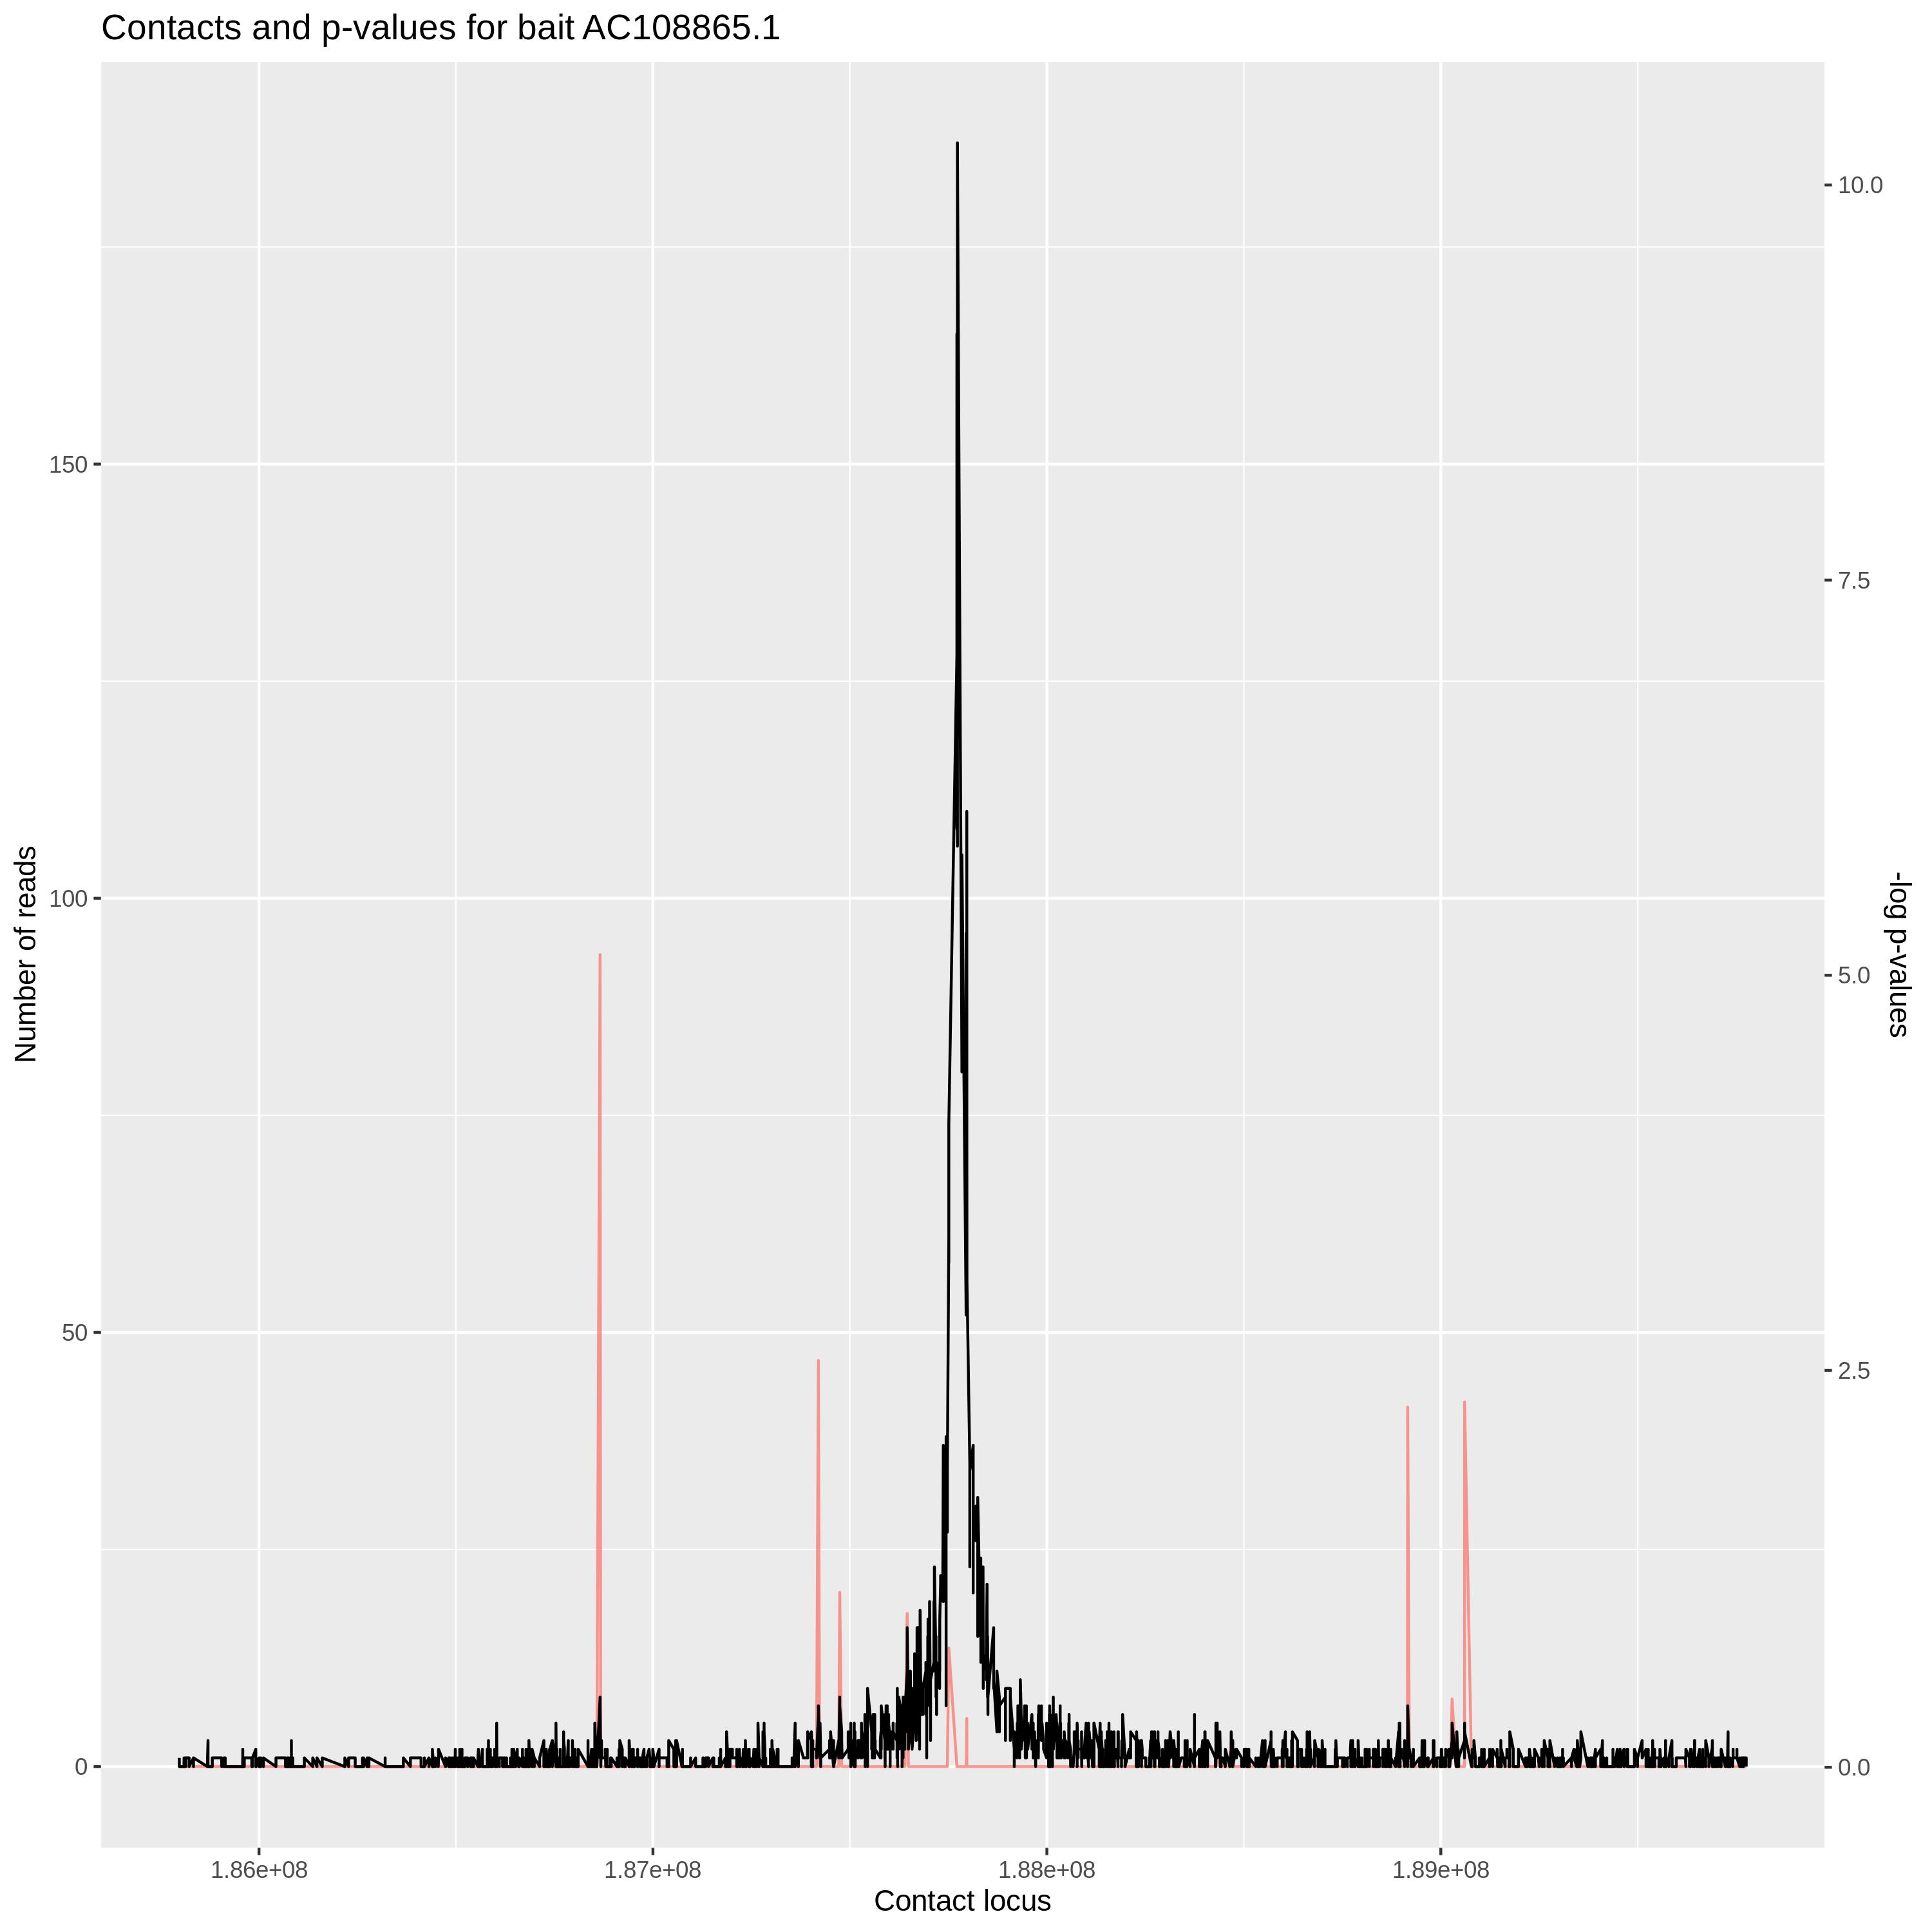 Contacts and p-values for bait AC108865.1
150
100
50
0
Number of reads
10.0
7.5
5.0
2.5
0.0
-log p-values
1.86e+08
1.87e+08
1.88e+08
1.89e+08
Contact locus